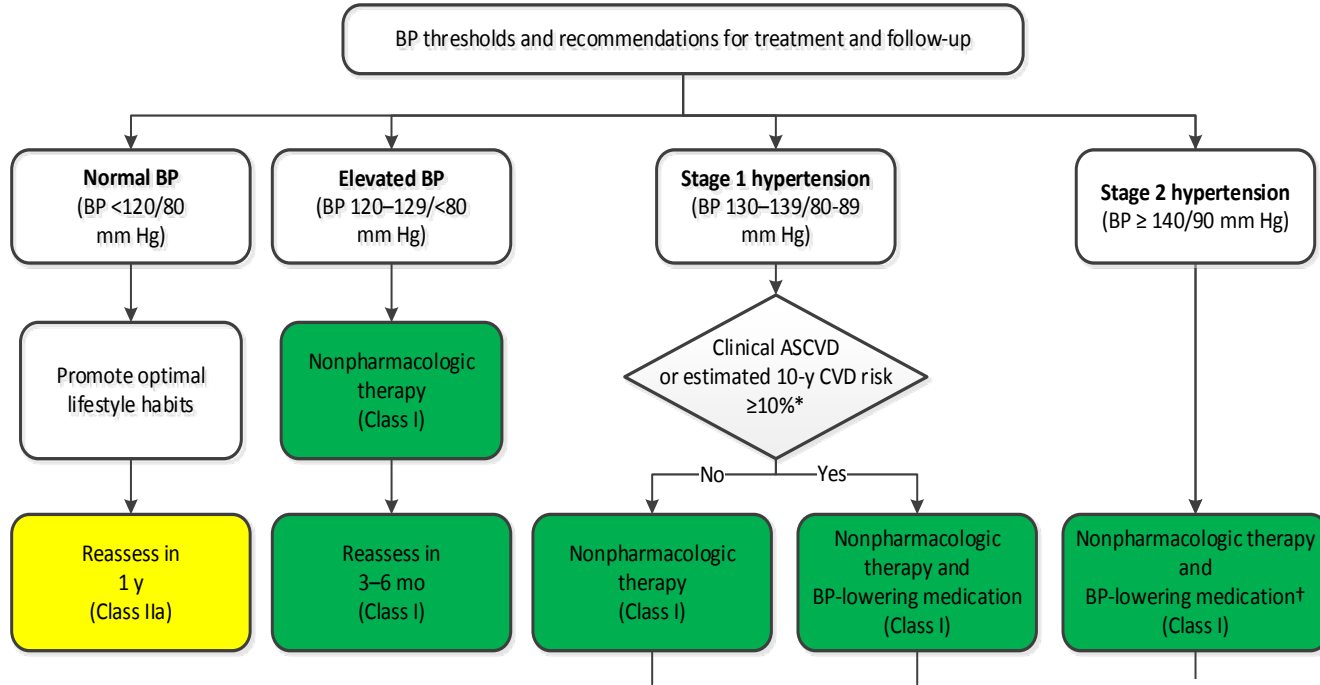 BP thresholds and recommendations for treatment and follow-up
Normal BP
(BP <120/80
mm Hg)
Elevated BP
(BP 120–129/<80
mm Hg)
Stage 1 hypertension
(BP 130–139/80-89
mm Hg)
Stage 2 hypertension
(BP ≥ 140/90 mm Hg)
Promote optimal
lifestyle habits
Nonpharmacologic
therapy
(Class I)
Clinical ASCVD
or estimated 10-y CVD risk
≥10%*
No
Yes
Reassess in
1 y
(Class IIa)
Reassess in
3–6 mo
(Class I)
Nonpharmacologic
therapy
(Class I)
Nonpharmacologic
therapy and
BP-lowering medication
(Class I)
Nonpharmacologic therapy
and
BP-lowering medication†
(Class I)